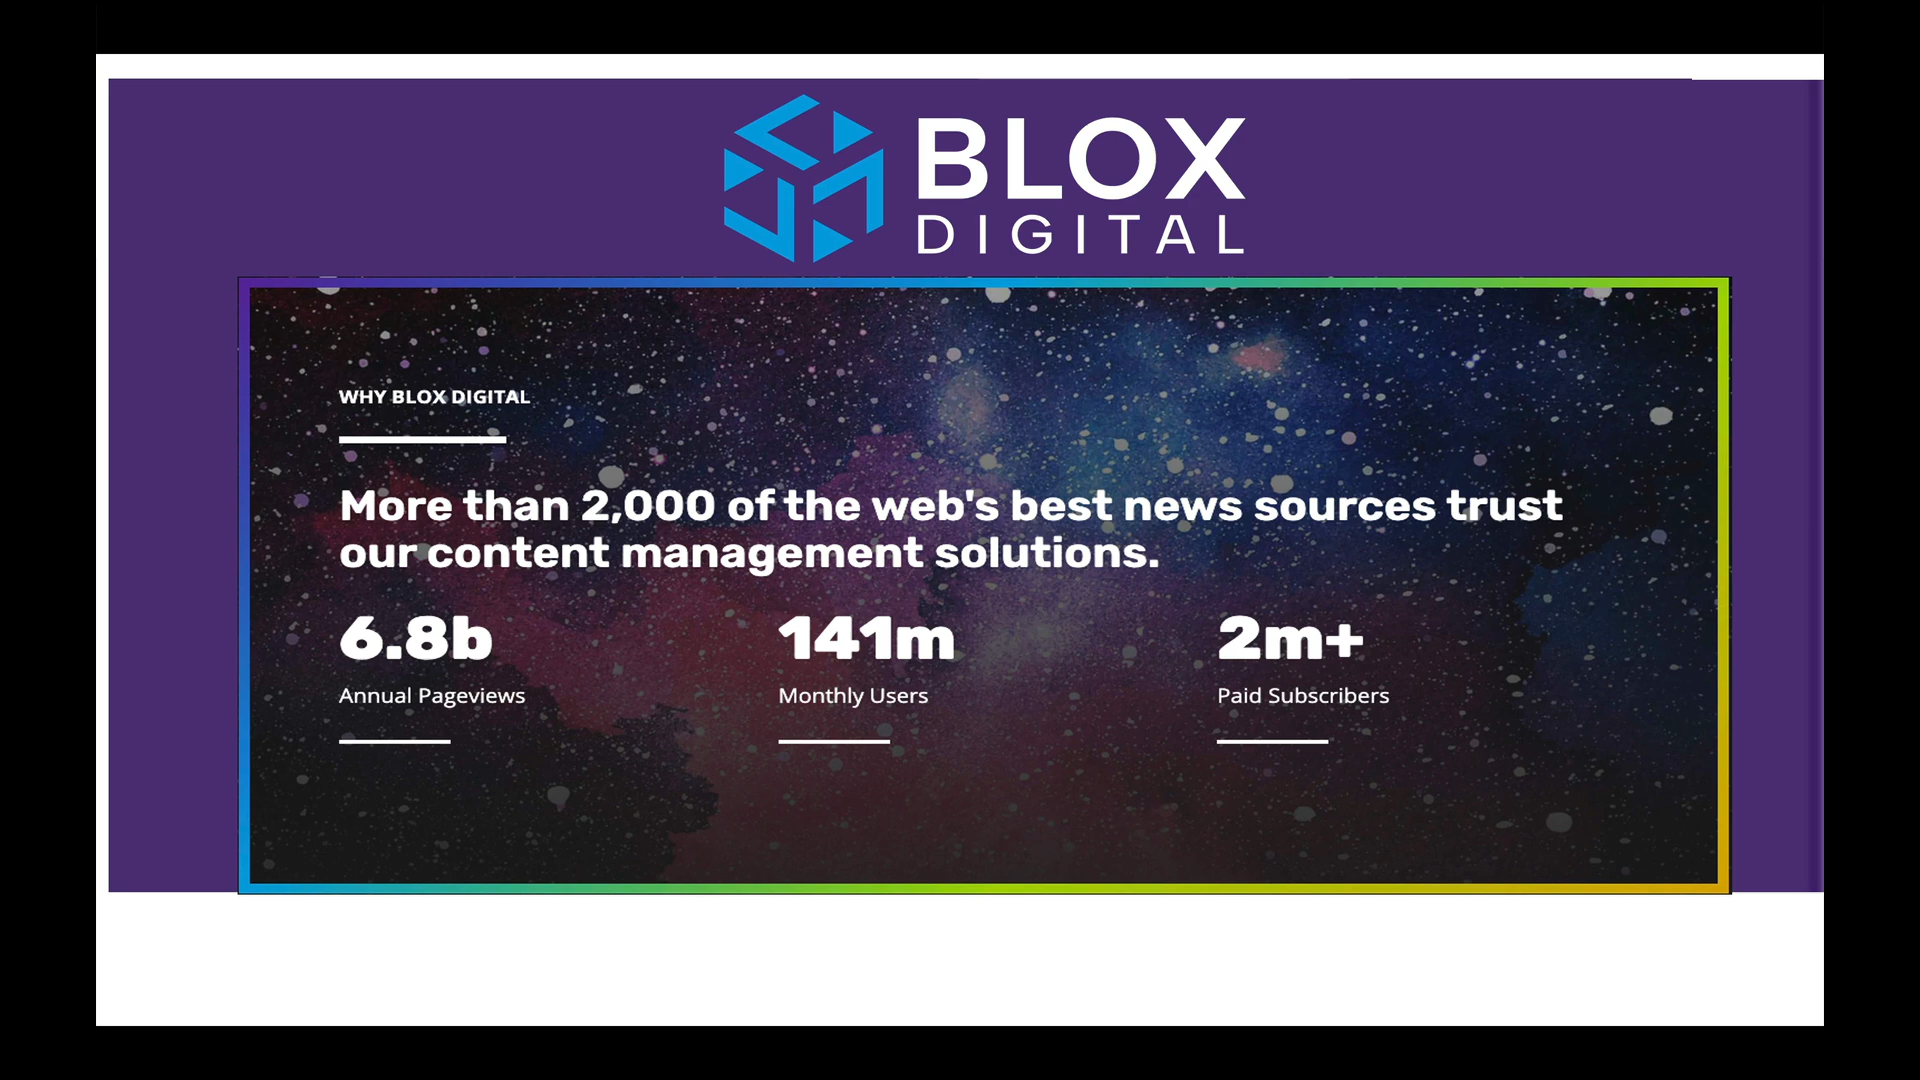 BLOX
DIGITAL
WHY BLOX DIGITAL
More than 2,000 of the web's best news sources trust
our content management solutions.
6.8b 141m 2m+
Annual Pageviews Monthly Users Paid Subscribers